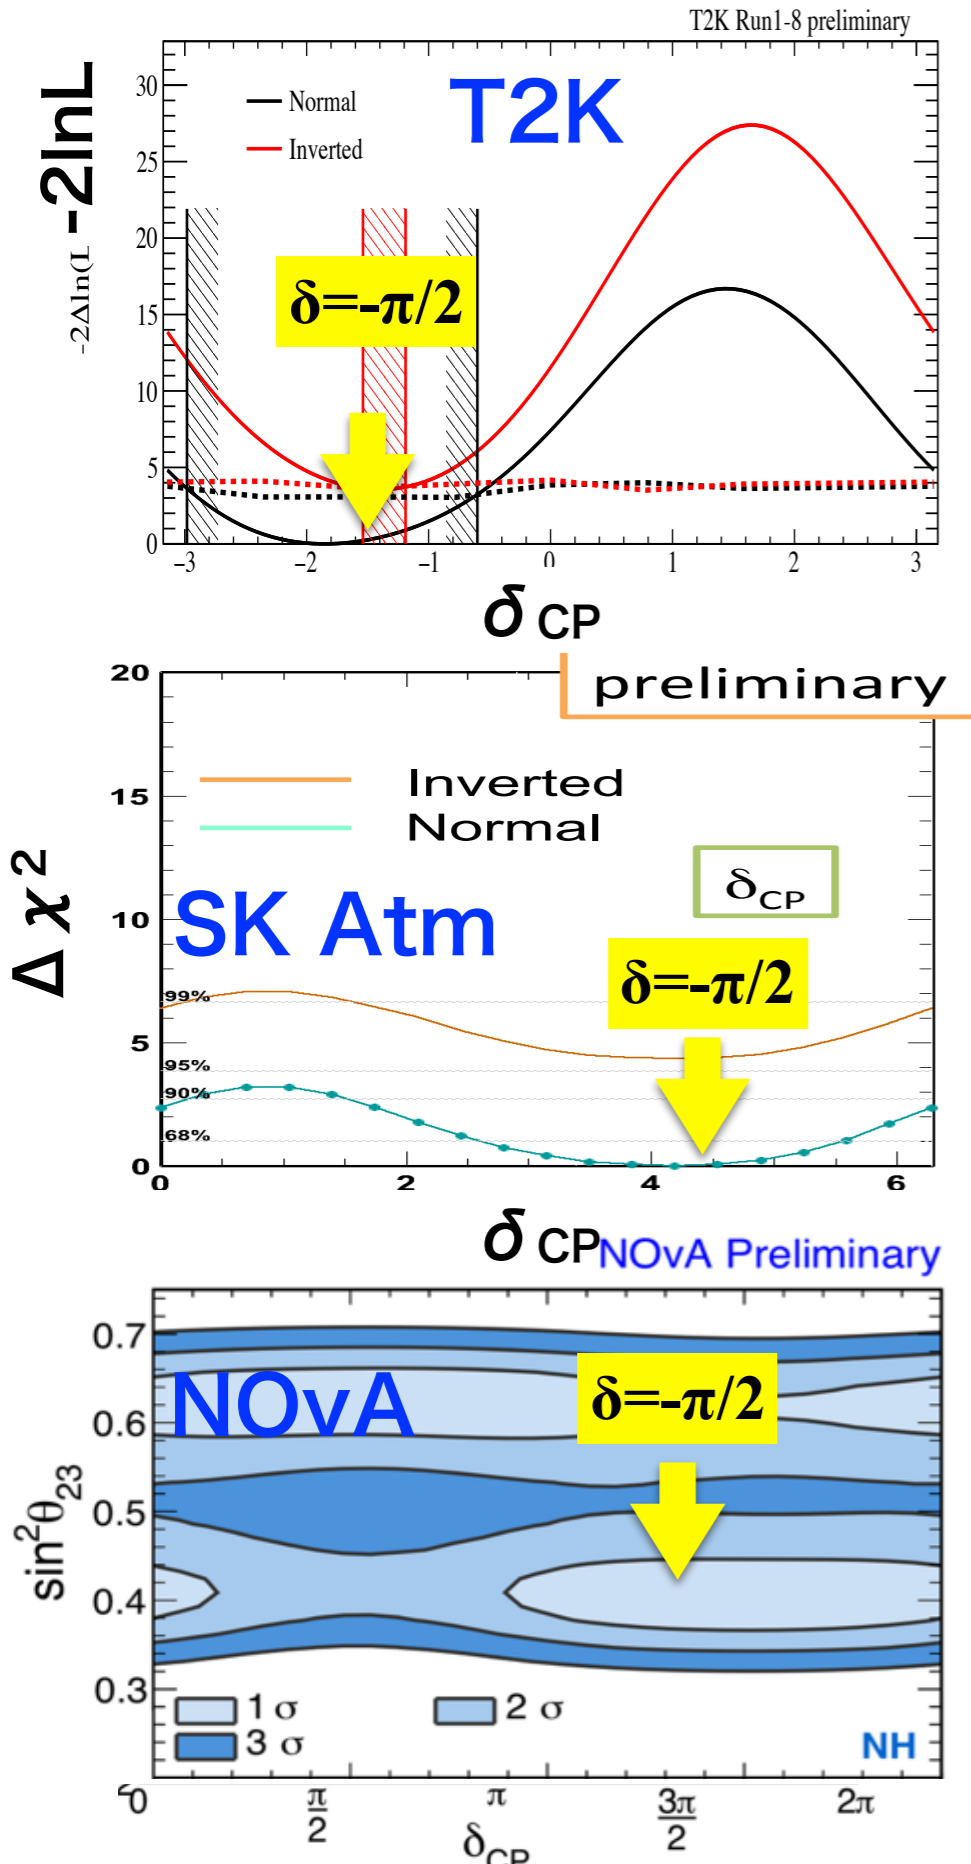 T2K Run1-8 preliminary
-2lnL
-2Δln(L
30
25
20
15
10
5
0
Normal
Inverted
T2K
δ=-π/2
−3 −2 −1 0 1 2 3
δ CP
preliminary
Δ χ²
20
15
10
5
0
Inverted
Normal
δCP
SK Atm
δ=-π/2
99%
95%
90%
68%
0 2 4 6
δ CP
NOvA Preliminary
sin²θ23
0.7
0.6
0.5
0.4
0.3
NOvA
δ=-π/2
1 σ 2 σ
3 σ
NH
0 π/2 π 3π/2 2π
δCP